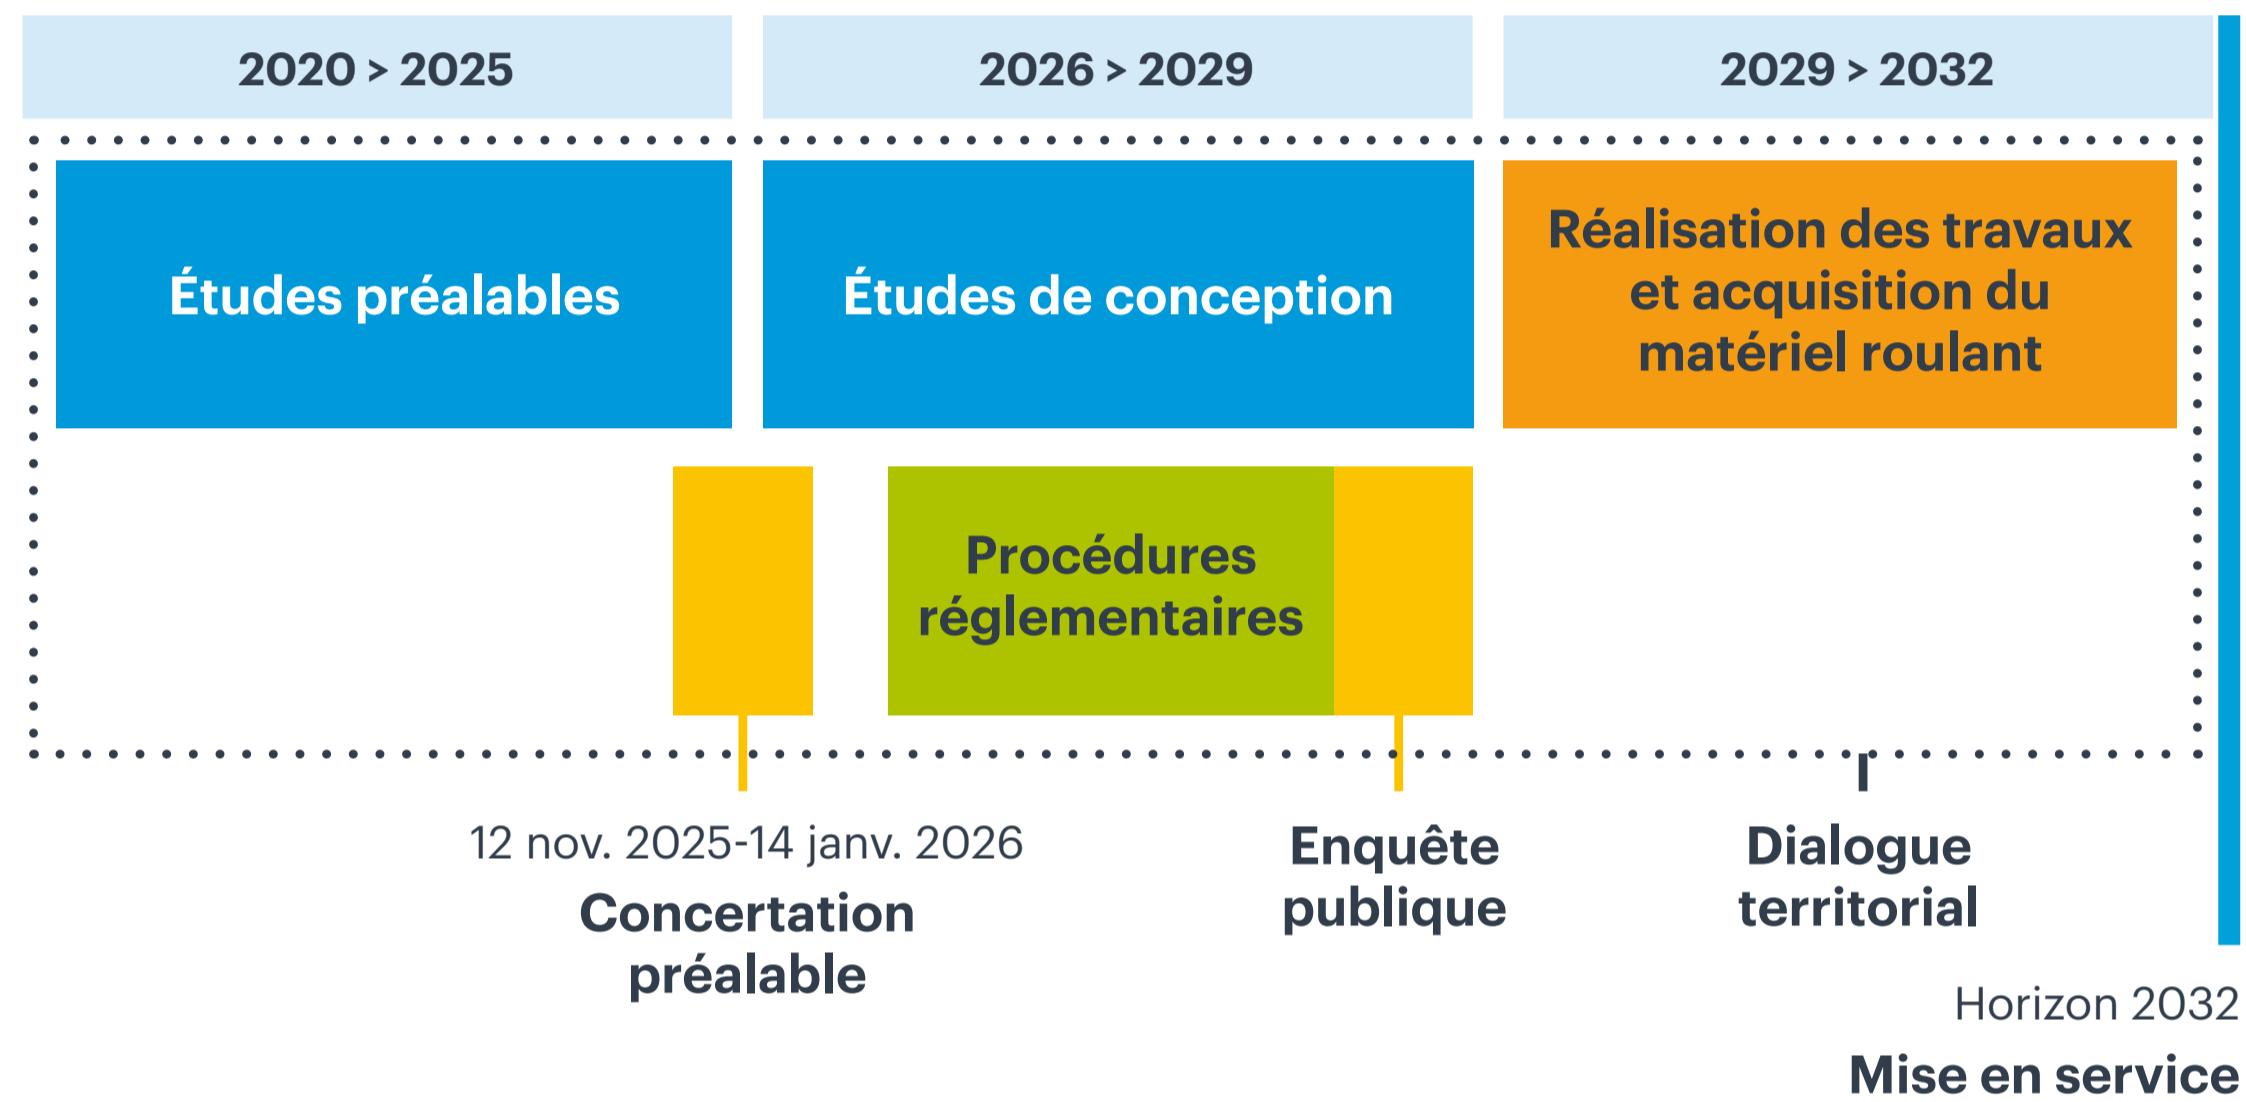 2020 > 2025
2026 > 2029
2029 > 2032
Études préalables
Études de conception
Réalisation des travaux
et acquisition du
matériel roulant
Procédures
réglementaires
12 nov. 2025-14 janv. 2026
Concertation
préalable
Enquête
publique
Dialogue
territorial
Horizon 2032
Mise en service